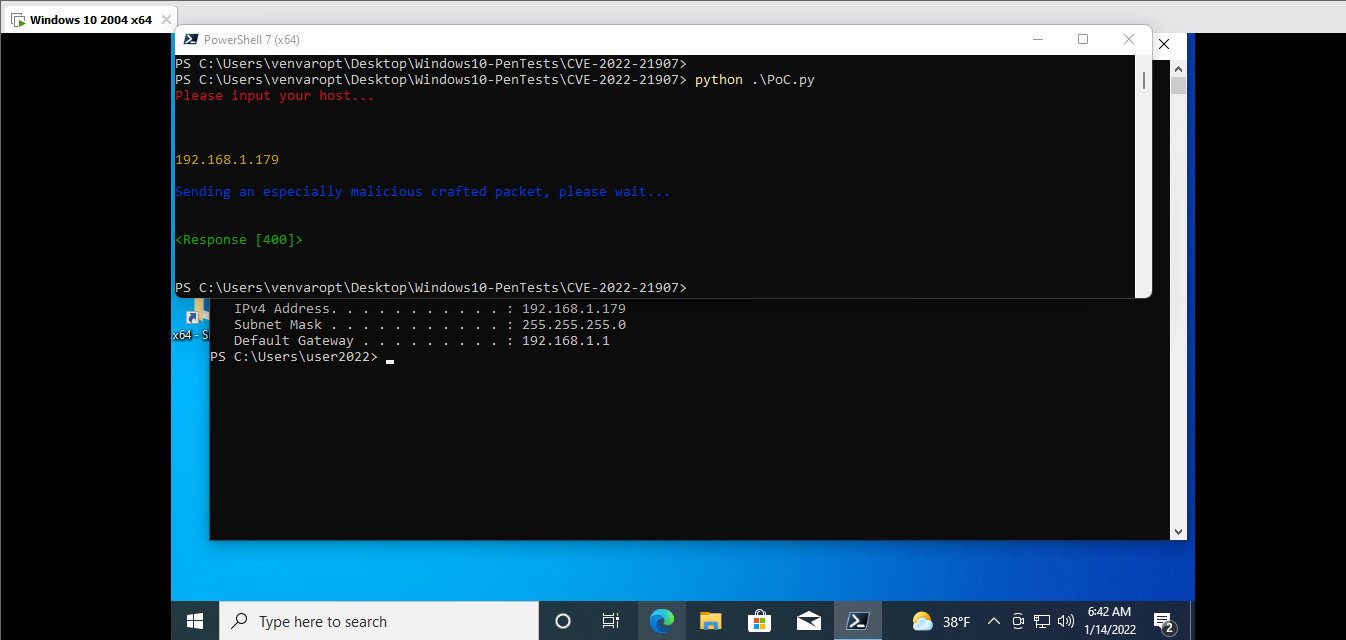 Windows 10 2004 x64
PowerShell 7 (x64)
PS C:\Users\venvaropt\Desktop\Windows10-PenTests\CVE-2022-21907>
PS C:\Users\venvaropt\Desktop\Windows10-PenTests\CVE-2022-21907> python .\PoC.py
Please input your host...
192.168.1.179
Sending an especially malicious crafted packet, please wait...
<Response [400]>
PS C:\Users\venvaropt\Desktop\Windows10-PenTests\CVE-2022-21907>
IPv4 Address. . . . . . . . . . . : 192.168.1.179
Subnet Mask . . . . . . . . . . . : 255.255.255.0
Default Gateway . . . . . . . . . : 192.168.1.1
PS C:\Users\user2022>
x64 - S
Type here to search
38°F
6:42 AM
1/14/2022
2